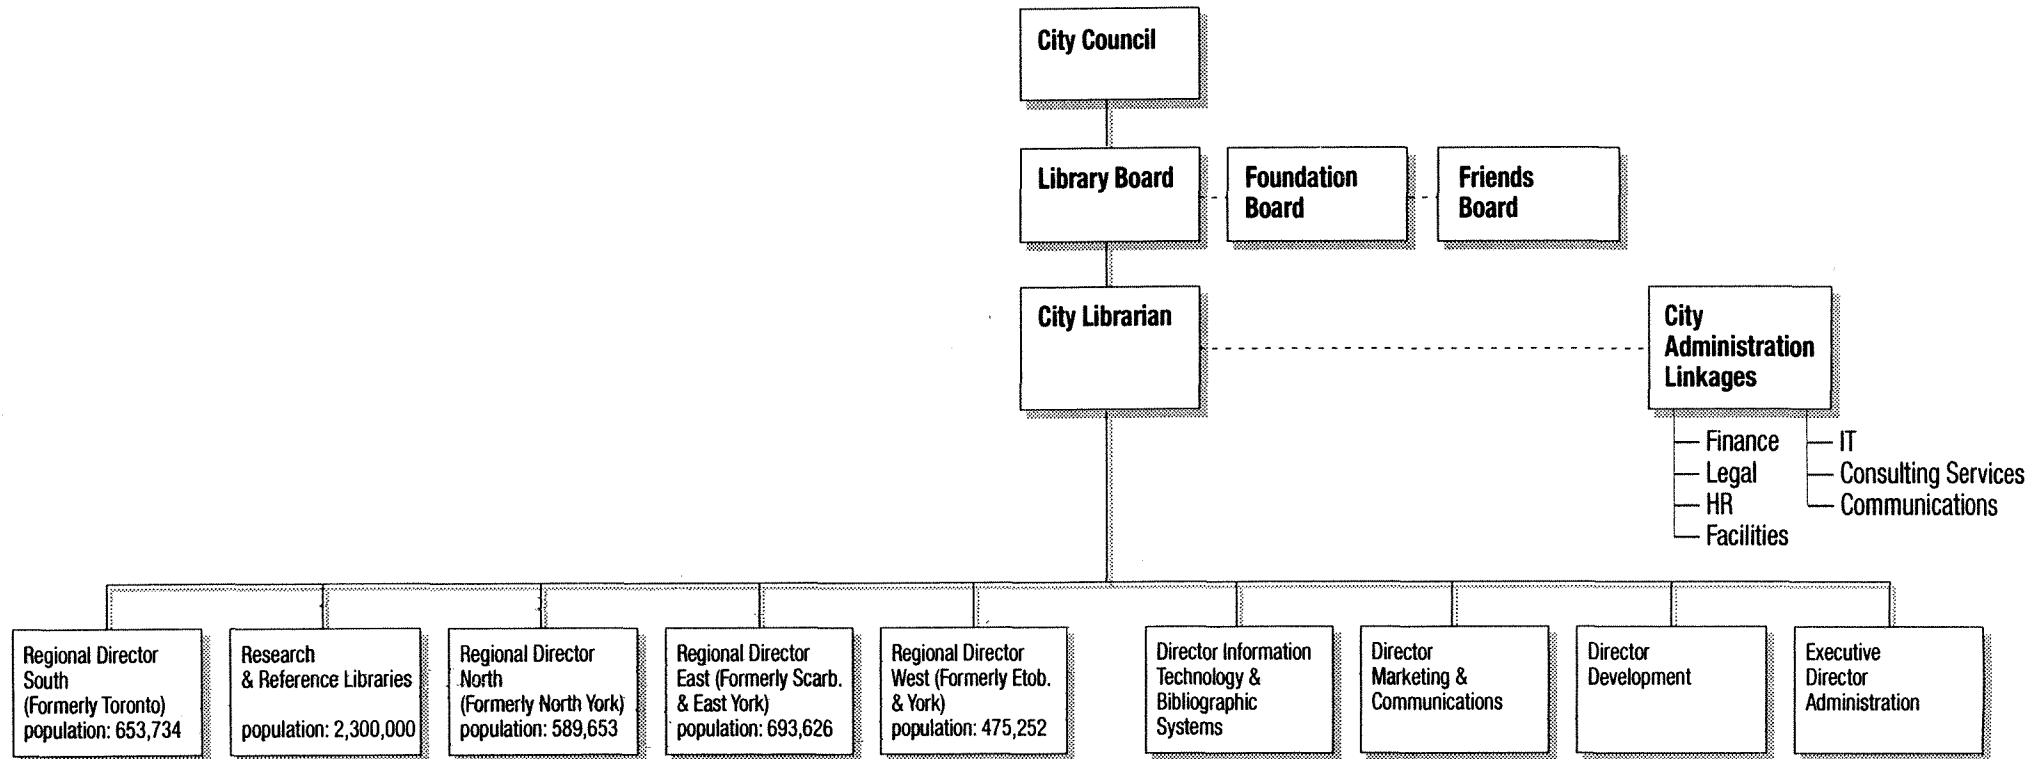 City Council
Library Board
Foundation
Board
Friends
Board
City Librarian
City
Administration
Linkages
Finance
Legal
HR
Facilities
IT
Consulting Services
Communications
Regional Director
South
(Formerly Toronto)
population: 653,734
Research
& Reference Libraries
population: 2,300,000
Regional Director
North
(Formerly North York)
population: 589,653
Regional Director
East (Formerly Scarb.
& East York)
population: 693,626
Regional Director
West (Formerly Etob.
& York)
population: 475,252
Director Information
Technology &
Bibliographic
Systems
Director
Marketing &
Communications
Director
Development
Executive
Director
Administration